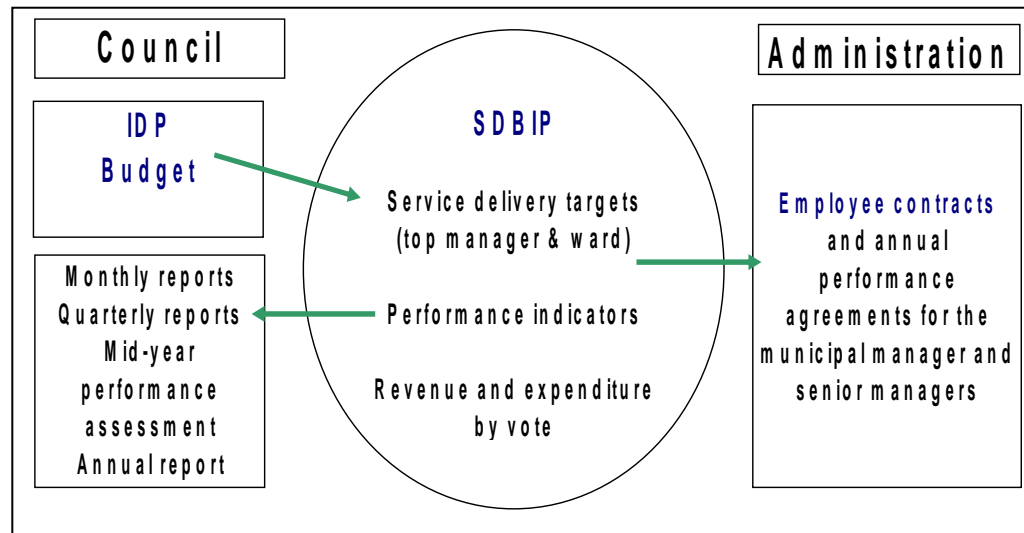 Council
IDP
Budget
Monthly reports
Quarterly reports
Mid-year
performance
assessment
Annual report
SDBIP
Service delivery targets
(top manager & ward)
Performance indicators
Revenue and expenditure
by vote
Administration
Employee contracts
and annual
performance
agreements for the
municipal manager and
senior managers